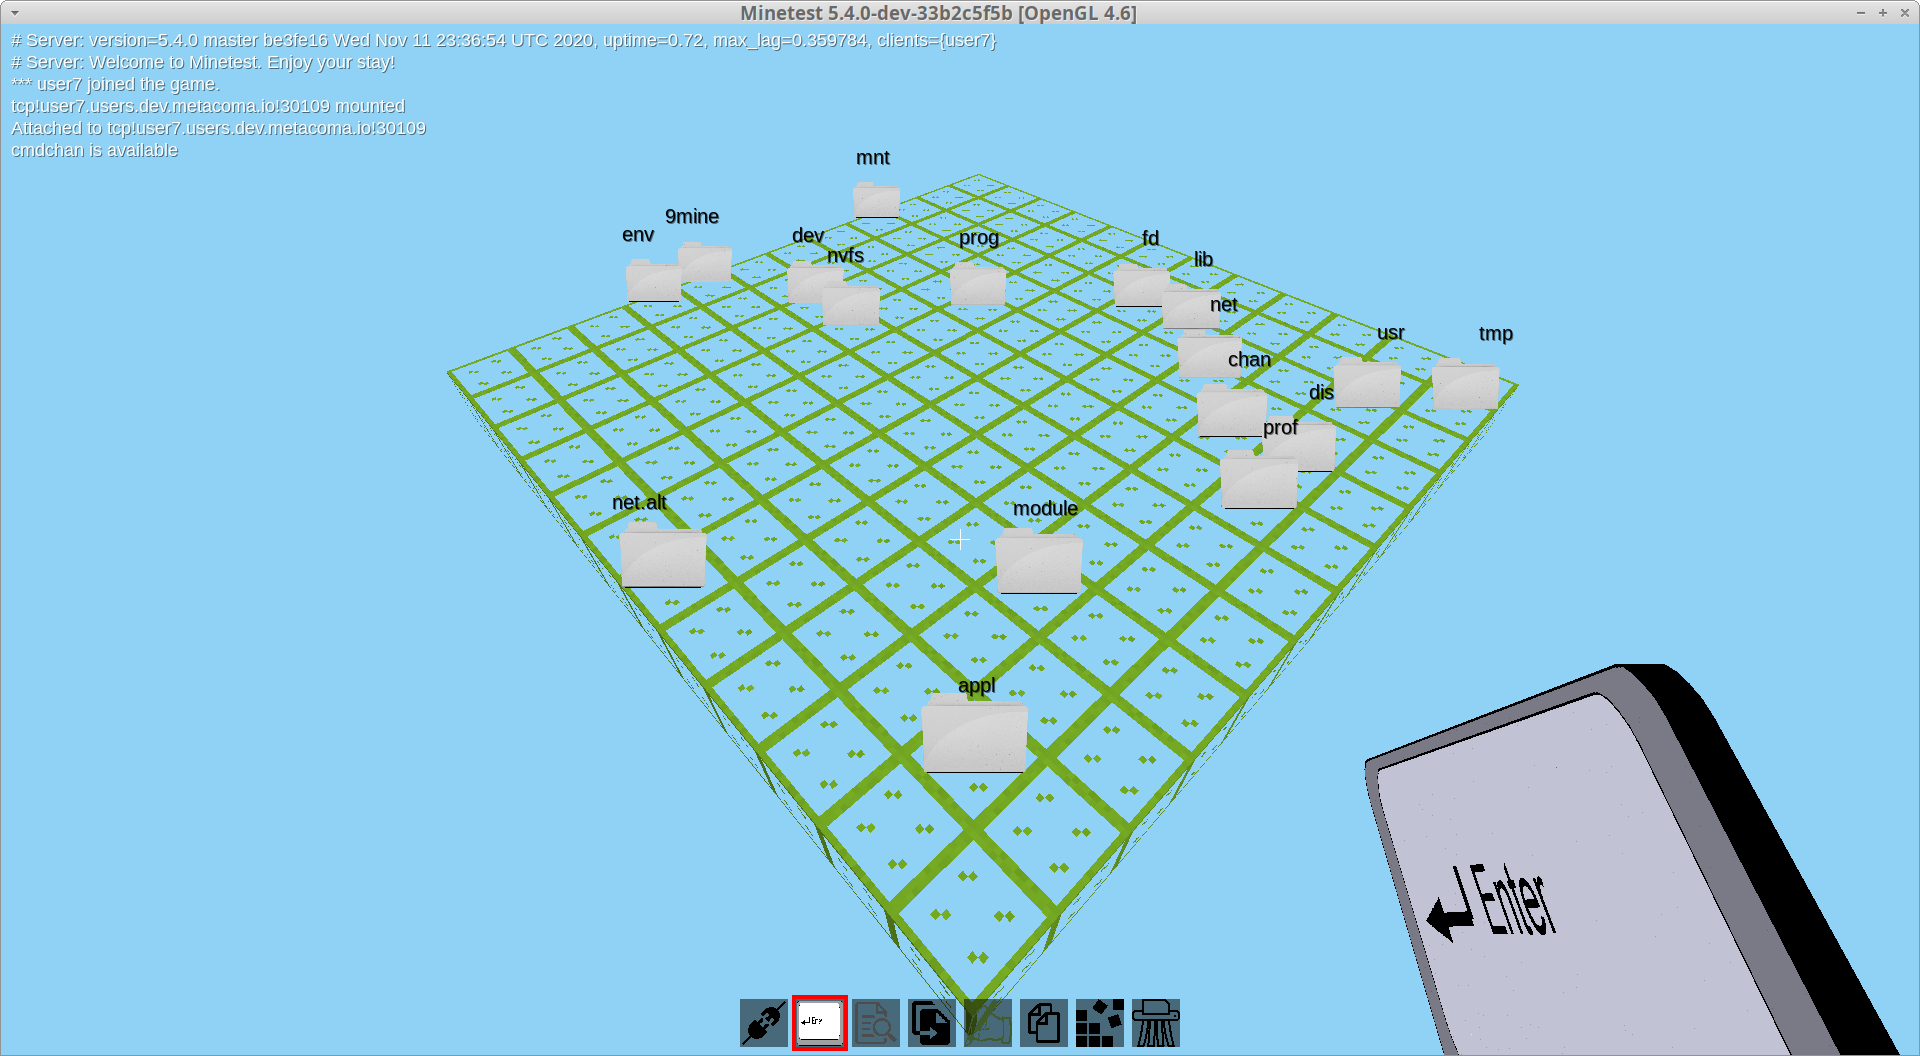 Minetest 5.4.0-dev-33b2c5f5b [OpenGL 4.6]
# Server: version=5.4.0 master be3fe16 Wed Nov 11 23:36:54 UTC 2020, uptime=0.72, max_lag=0.359784, clients={user7}
# Server: Welcome to Minetest. Enjoy your stay!
*** user7 joined the game.
tcp!user7.users.dev.metacoma.io!30109 mounted
Attached to tcp!user7.users.dev.metacoma.io!30109
cmdchan is available
mnt
9mine
env
dev
nvfs
prog
fd
lib
net
usr
tmp
chan
dis
prof
net.alt
module
appl
Enter